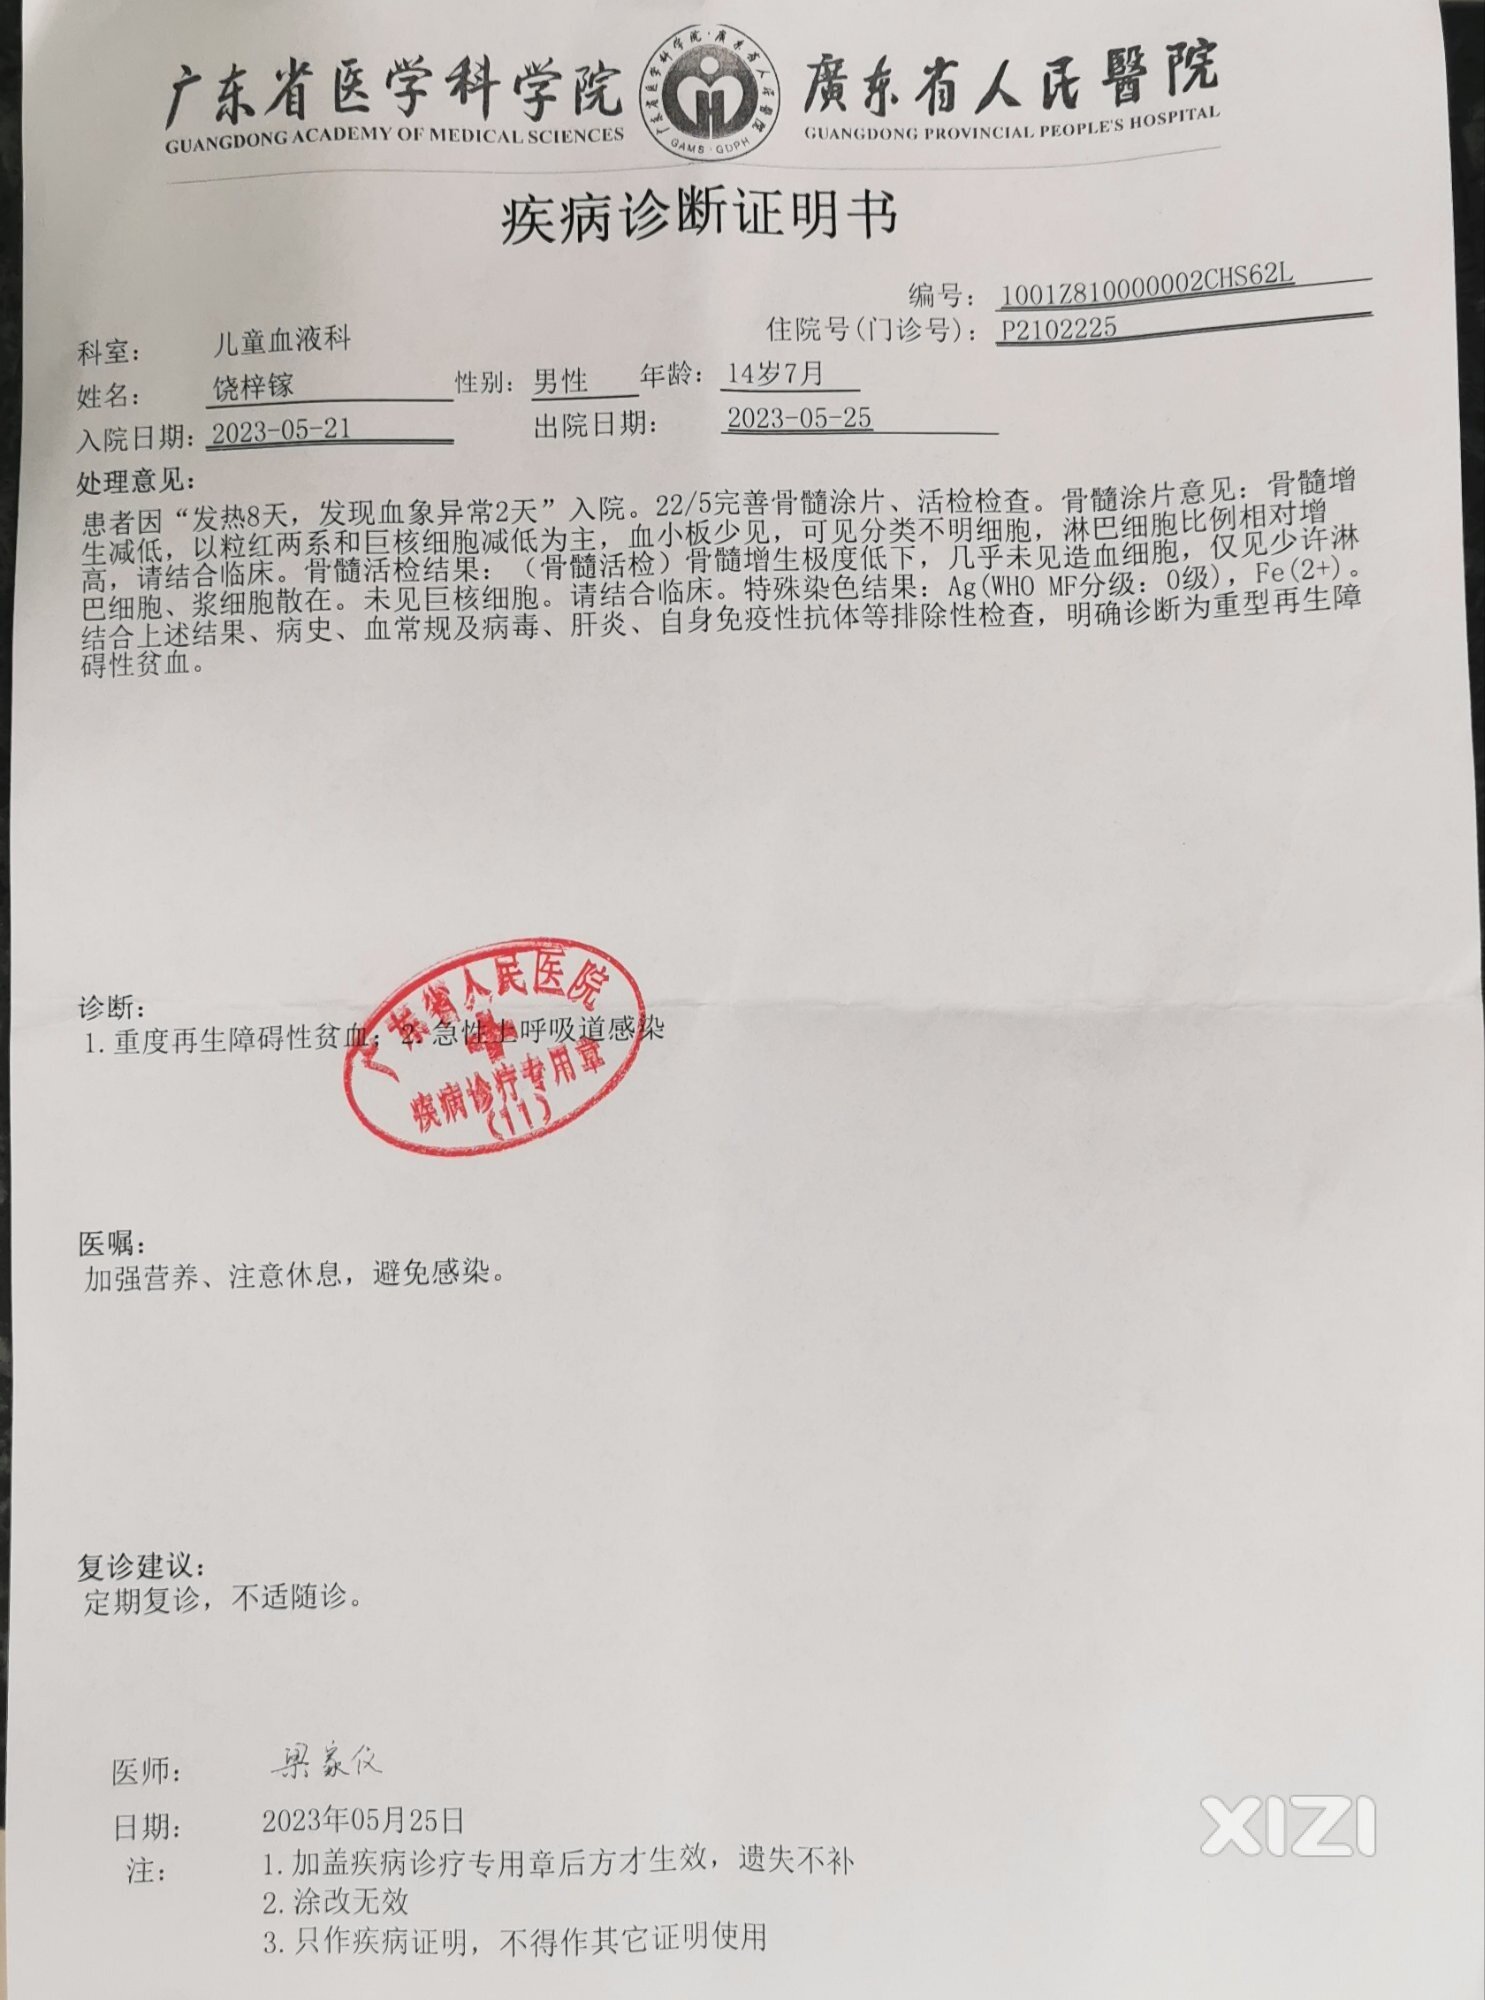 广东省医学科学院
GUANGDONG ACADEMY OF MEDICAL SCIENCES
广东省医学科学院·广东省人民医院
GAMS·GDPH
廣东省人民醫院
GUANGDONG PROVINCIAL PEOPLE'S HOSPITAL
疾病诊断证明书
编号： 1001Z810000002CHS62L
住院号(门诊号)： P2102225
科室： 儿童血液科
姓名： 饶梓镓 性别： 男性 年龄： 14岁7月
入院日期： 2023-05-21 出院日期： 2023-05-25
处理意见：
患者因“发热8天，发现血象异常2天”入院。22/5完善骨髓涂片、活检检查。骨髓涂片意见：骨髓增
生减低，以粒红两系和巨核细胞减低为主，血小板少见，可见分类不明细胞，淋巴细胞比例相对增
高，请结合临床。骨髓活检结果：（骨髓活检）骨髓增生极度低下，几乎未见造血细胞，仅见少许淋
巴细胞、浆细胞散在。未见巨核细胞。请结合临床。特殊染色结果：Ag(WHO MF分级：0级)，Fe(2+)。
结合上述结果、病史、血常规及病毒、肝炎、自身免疫性抗体等排除性检查，明确诊断为重型再生障
碍性贫血。
诊断：
1.重度再生障碍性贫血；2.急性上呼吸道感染
广东省人民医院
疾病诊疗专用章
(11)
医嘱：
加强营养、注意休息，避免感染。
复诊建议：
定期复诊，不适随诊。
医师： 梁家仪
日期： 2023年05月25日
注： 1.加盖疾病诊疗专用章后方才生效，遗失不补
2.涂改无效
3.只作疾病证明，不得作其它证明使用
XIZI